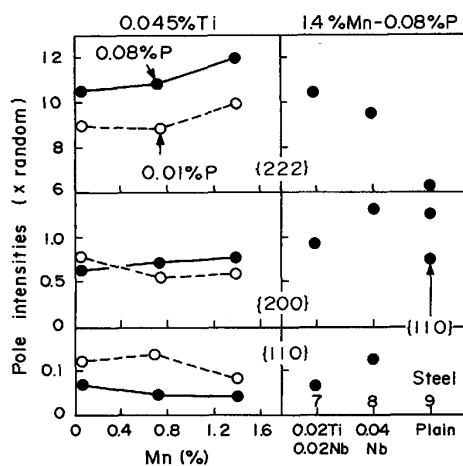 0.045%Ti
1.4%Mn-0.08%P
0.08%P
0.01%P
{222}
{200}
{110}
{110}
Pole intensities (x random)
12
10
8
6
1.0
0.5
0
0.1
0
0 0.4 0.8 1.2 1.6
Mn (%)
Steel
7 8 9
0.02Ti 0.04 Plain
0.02Nb Nb